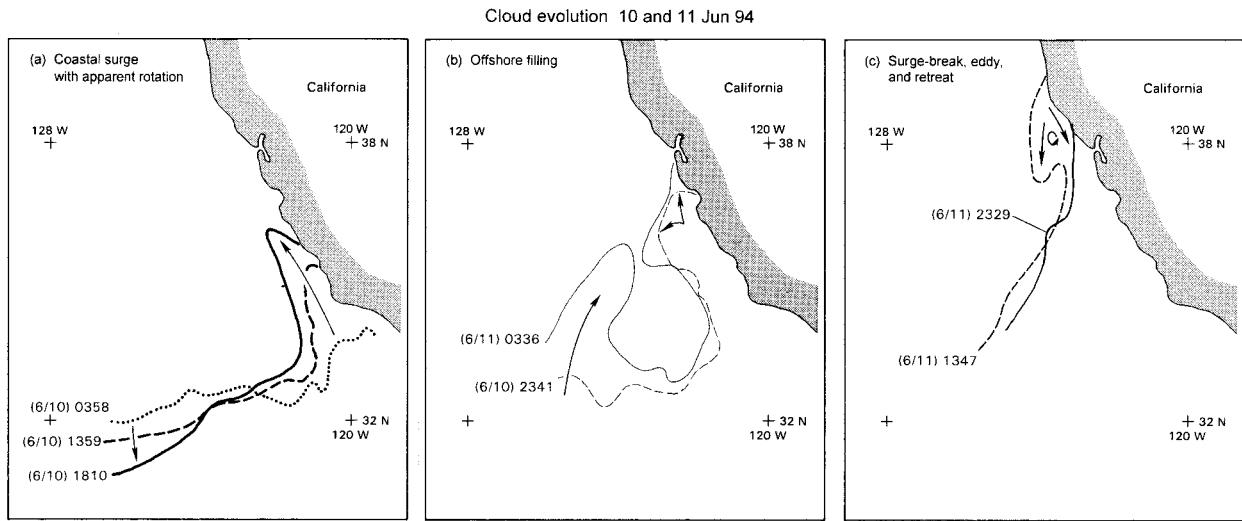 Cloud evolution 10 and 11 Jun 94
(a) Coastal surge
with apparent rotation
California
128 W
120 W
38 N
(6/10) 0358
(6/10) 1359
(6/10) 1810
32 N
120 W
(b) Offshore filling
California
128 W
120 W
38 N
(6/11) 0336
(6/10) 2341
32 N
120 W
(c) Surge-break, eddy,
and retreat
California
128 W
120 W
38 N
(6/11) 2329
(6/11) 1347
32 N
120 W